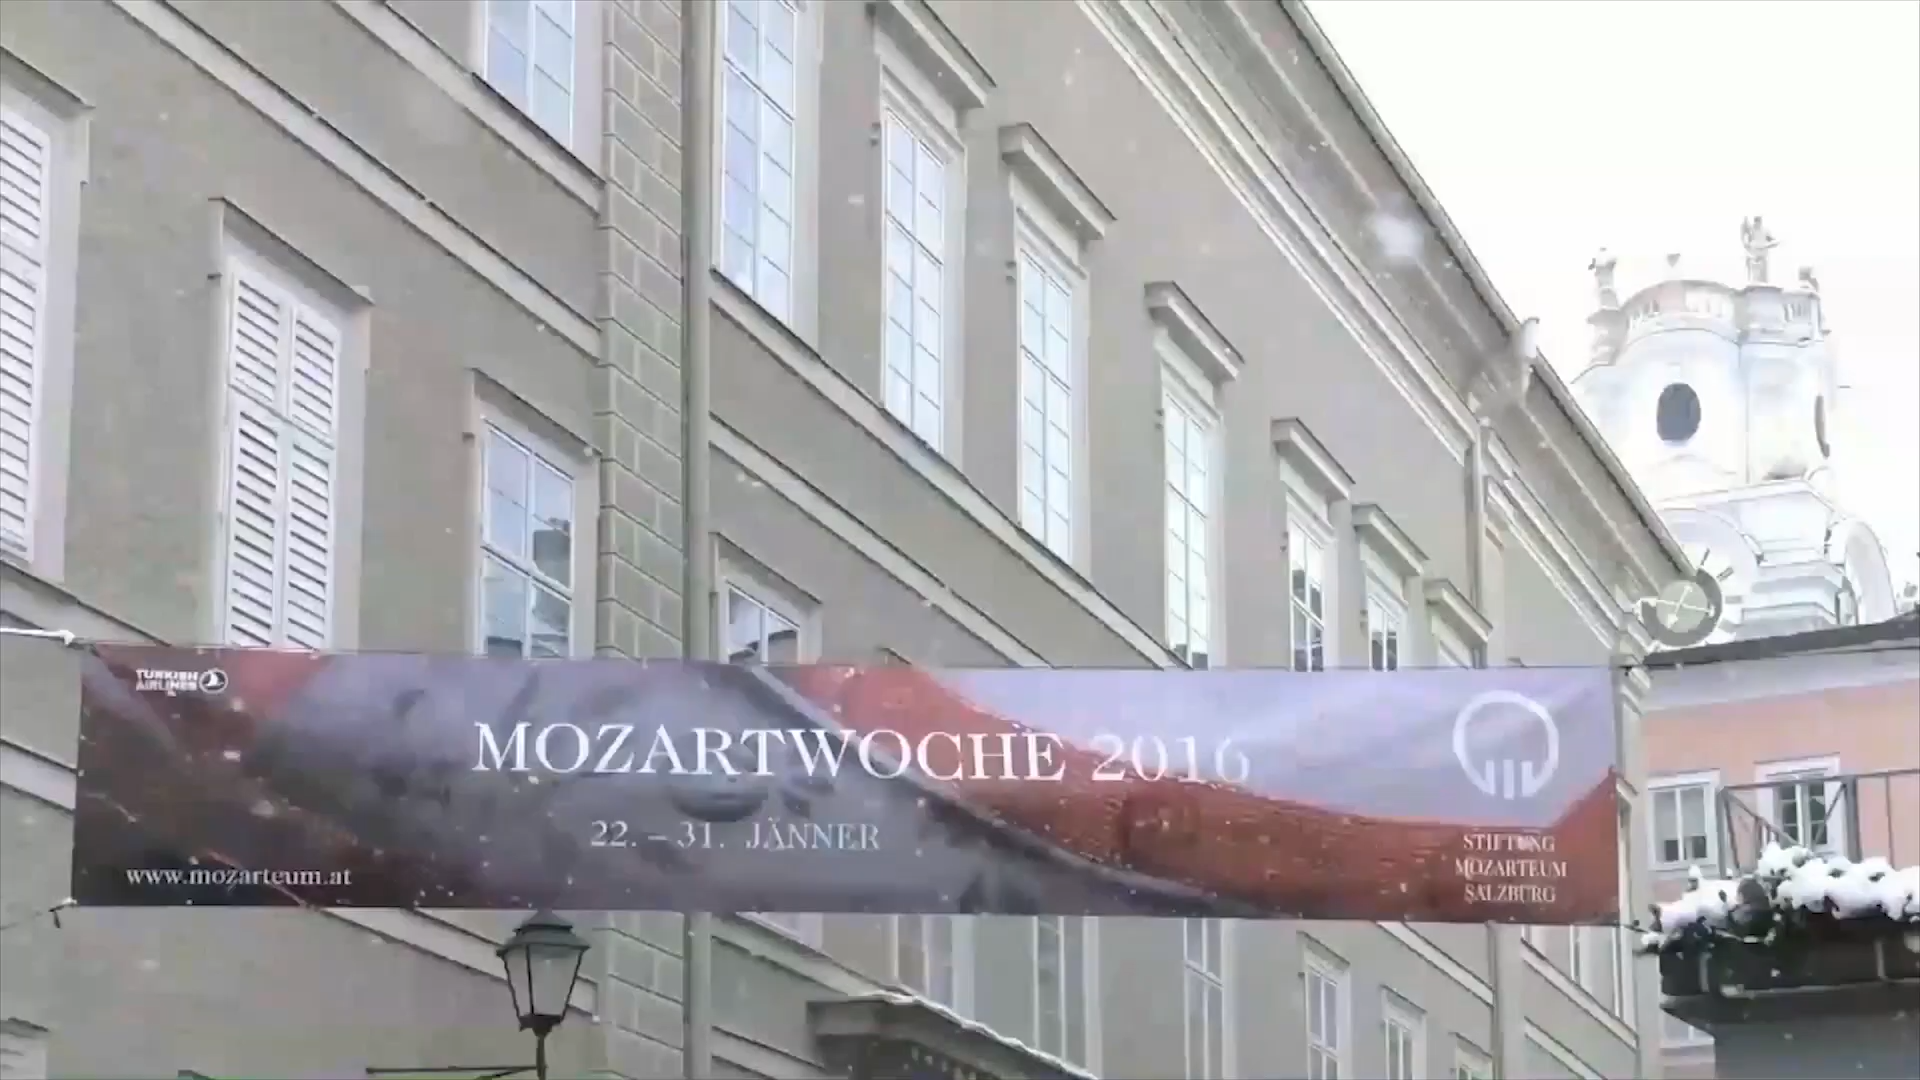 TURKISH
AIRLINES
MOZARTWOCHE 2016
22. – 31. JÄNNER
www.mozarteum.at
STIFTUNG
MOZARTEUM
SALZBURG